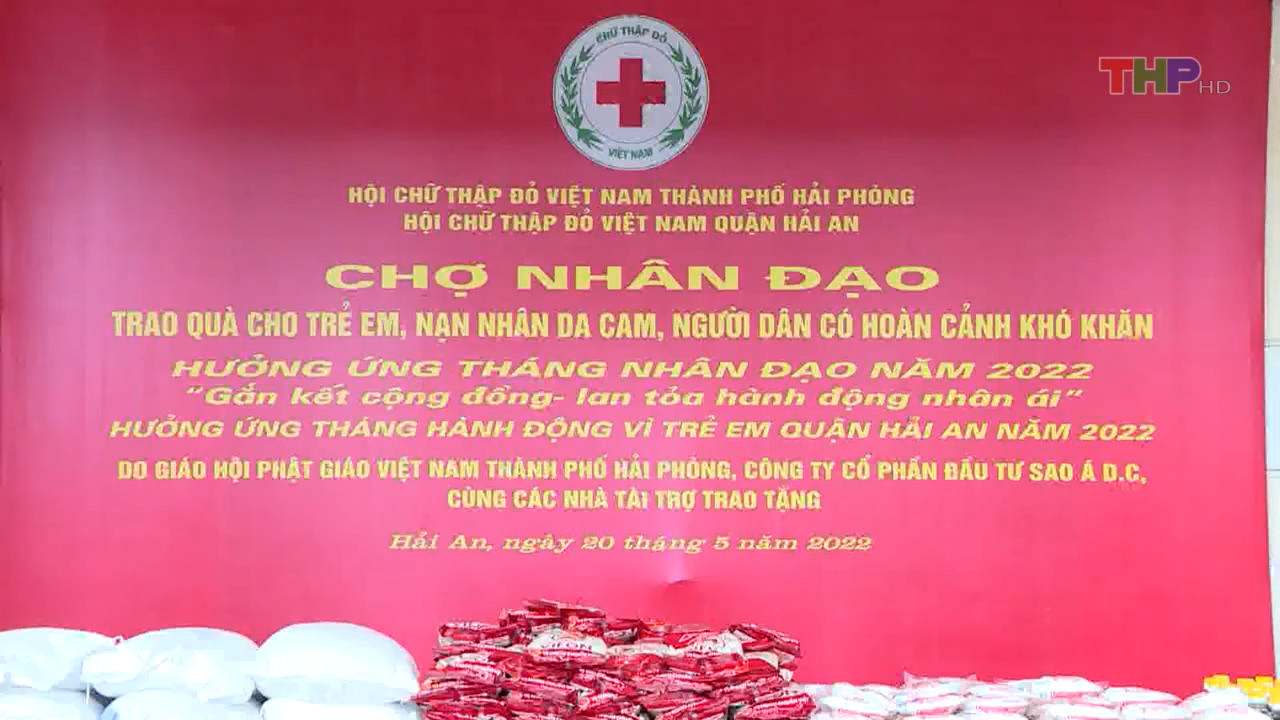 CHỮ THẬP ĐỎ
VIỆT NAM
THP HD
HỘI CHỮ THẬP ĐỎ VIỆT NAM THÀNH PHỐ HẢI PHÒNG
HỘI CHỮ THẬP ĐỎ VIỆT NAM QUẬN HẢI AN
CHỢ NHÂN ĐẠO
TRAO QUÀ CHO TRẺ EM, NẠN NHÂN DA CAM, NGƯỜI DÂN CÓ HOÀN CẢNH KHÓ KHĂN
HƯỞNG ỨNG THÁNG NHÂN ĐẠO NĂM 2022
"Gắn kết cộng đồng- lan tỏa hành động nhân ái"
HƯỞNG ỨNG THÁNG HÀNH ĐỘNG VÌ TRẺ EM QUẬN HẢI AN NĂM 2022
DO GIÁO HỘI PHẬT GIÁO VIỆT NAM THÀNH PHỐ HẢI PHÒNG, CÔNG TY CỔ PHẦN ĐẦU TƯ SAO Á D.C,
CÙNG CÁC NHÀ TÀI TRỢ TRAO TẶNG
Hải An, ngày 20 tháng 5 năm 2022
VIFON